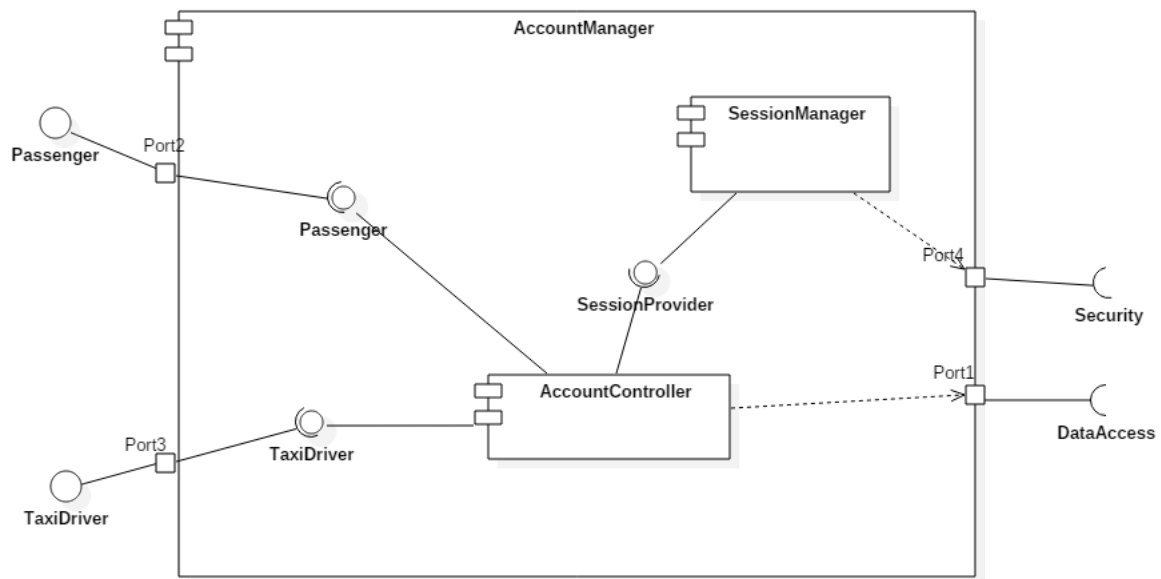 AccountManager
SessionManager
Passenger
Port2
Passenger
Port4
SessionProvider
Security
Port1
AccountController
DataAccess
Port3
TaxiDriver
TaxiDriver